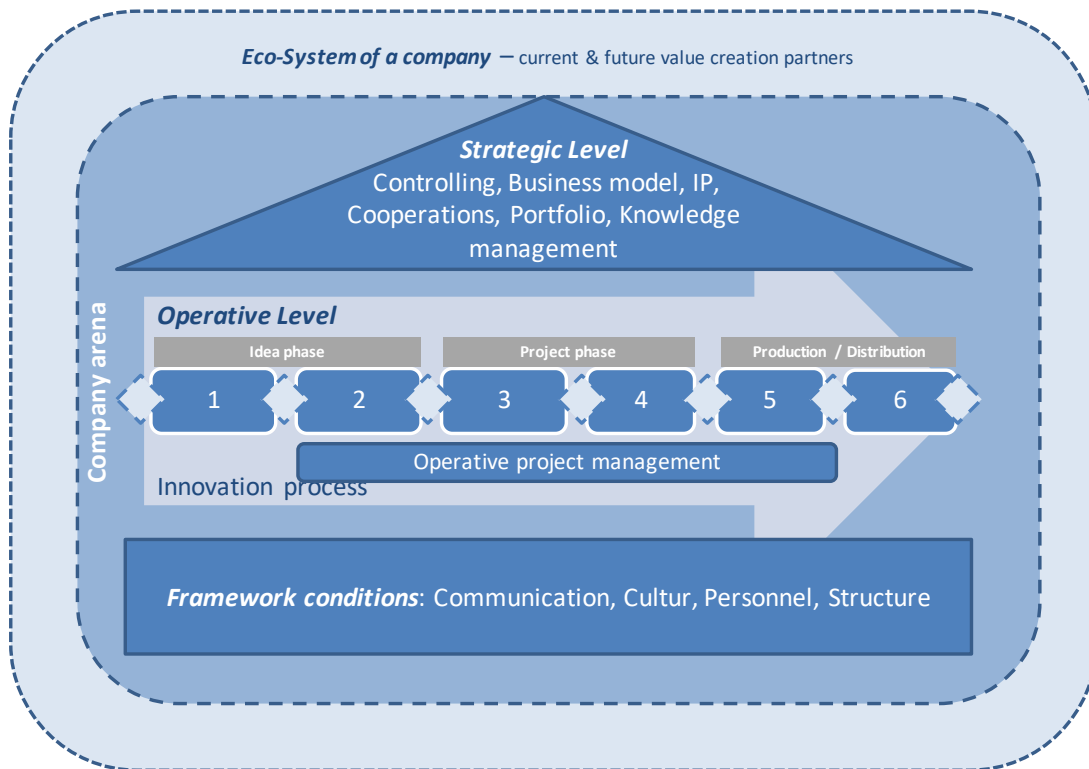 Eco-System of a company – current & future value creation partners
Strategic Level
Controlling, Business model, IP,
Cooperations, Portfolio, Knowledge
management
Company arena
Operative Level
Idea phase
Project phase
Production / Distribution
1
2
3
4
5
6
Operative project management
Innovation process
Framework conditions: Communication, Cultur, Personnel, Structure